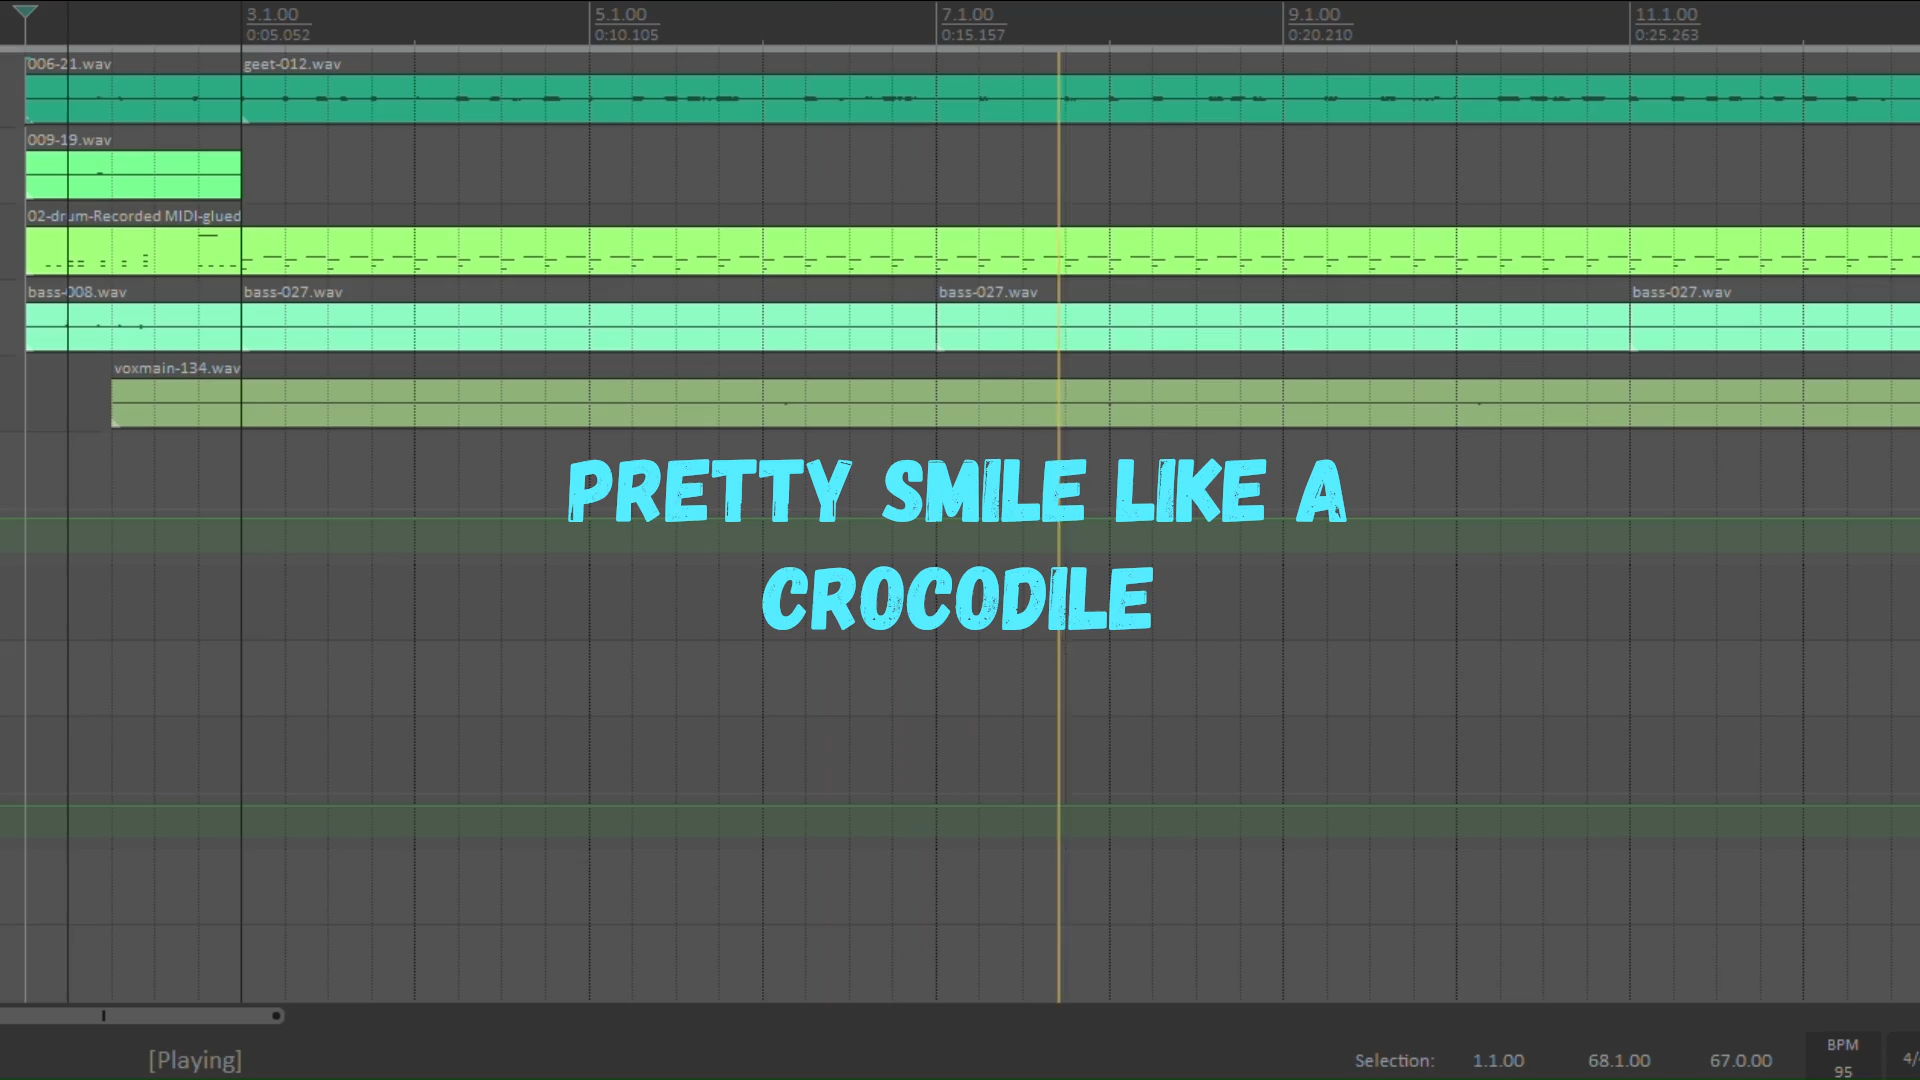 3.1.00 5.1.00 7.1.00 9.1.00 11.1.00
0:05.052 0:10.105 0:15.157 0:20.210 0:25.263
006-21.wav geet-012.wav
009-19.wav
02-drum-Recorded MIDI-glued
bass-008.wav bass-027.wav bass-027.wav bass-027.wav
voxmain-134.wav
PRETTY SMILE LIKE A
CROCODILE
[Playing] Selection: 1.1.00 68.1.00 67.0.00
BPM
95
4/